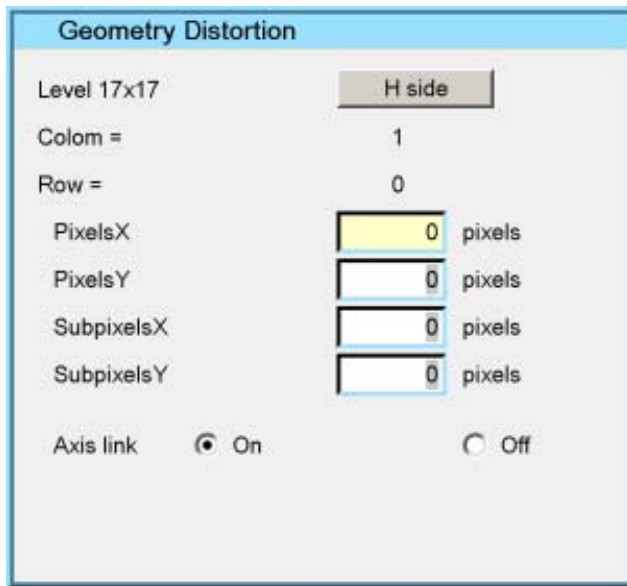 Geometry Distortion
Level 17x17 H side
Colom = 1
Row = 0
PixelsX 0 pixels
PixelsY 0 pixels
SubpixelsX 0 pixels
SubpixelsY 0 pixels
Axis link On Off